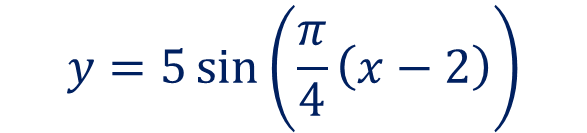 y = 5 sin(π/4 (x − 2))